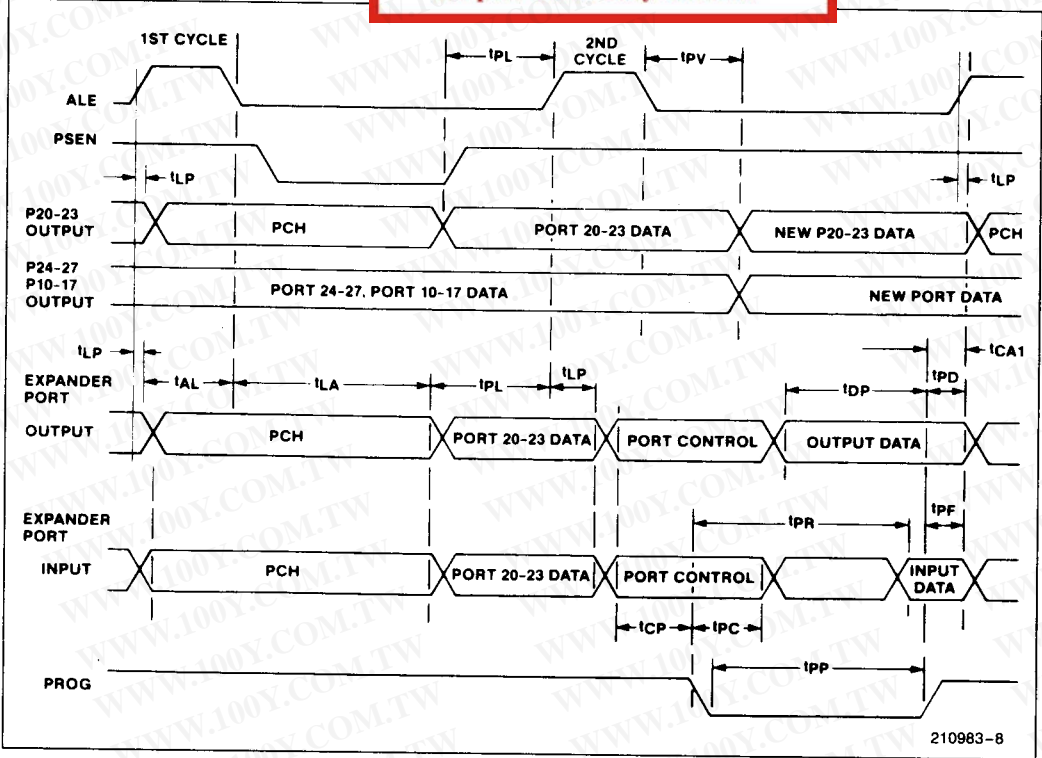 1ST CYCLE
2ND CYCLE
tPL
tPV
ALE
PSEN
tLP
tLP
P20-23 OUTPUT
PCH
PORT 20-23 DATA
NEW P20-23 DATA
PCH
P24-27
P10-17
OUTPUT
PORT 24-27, PORT 10-17 DATA
NEW PORT DATA
tLP
tCA1
EXPANDER PORT
tAL
tLA
tPL
tLP
tDP
tPD
OUTPUT
PCH
PORT 20-23 DATA
PORT CONTROL
OUTPUT DATA
EXPANDER PORT
tPR
tPF
INPUT
PCH
PORT 20-23 DATA
PORT CONTROL
INPUT DATA
tCP
tPC
tPP
PROG
210983-8
WWW.100Y.COM.TW